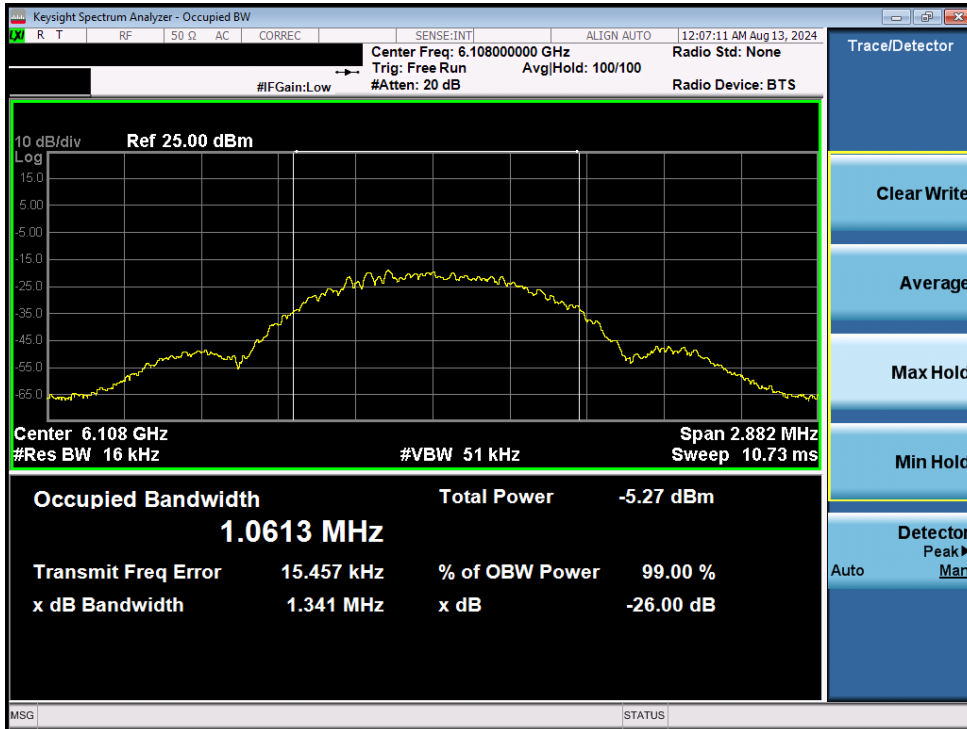 Keysight Spectrum Analyzer - Occupied BW
LXI R T RF 50 Ω AC CORREC SENSE:INT ALIGN AUTO 12:07:11 AM Aug 13, 2024
Center Freq: 6.108000000 GHz Radio Std: None
Trig: Free Run Avg|Hold: 100/100
#IFGain:Low #Atten: 20 dB Radio Device: BTS
10 dB/div Ref 25.00 dBm
Log
15.0
5.00
-5.00
-15.0
-25.0
-35.0
-45.0
-55.0
-65.0
Center 6.108 GHz Span 2.882 MHz
#Res BW 16 kHz #VBW 51 kHz Sweep 10.73 ms
Occupied Bandwidth Total Power -5.27 dBm
1.0613 MHz
Transmit Freq Error 15.457 kHz % of OBW Power 99.00 %
x dB Bandwidth 1.341 MHz x dB -26.00 dB
MSG STATUS
Trace/Detector
Clear Write
Average
Max Hold
Min Hold
Detector
Peak
Auto Man